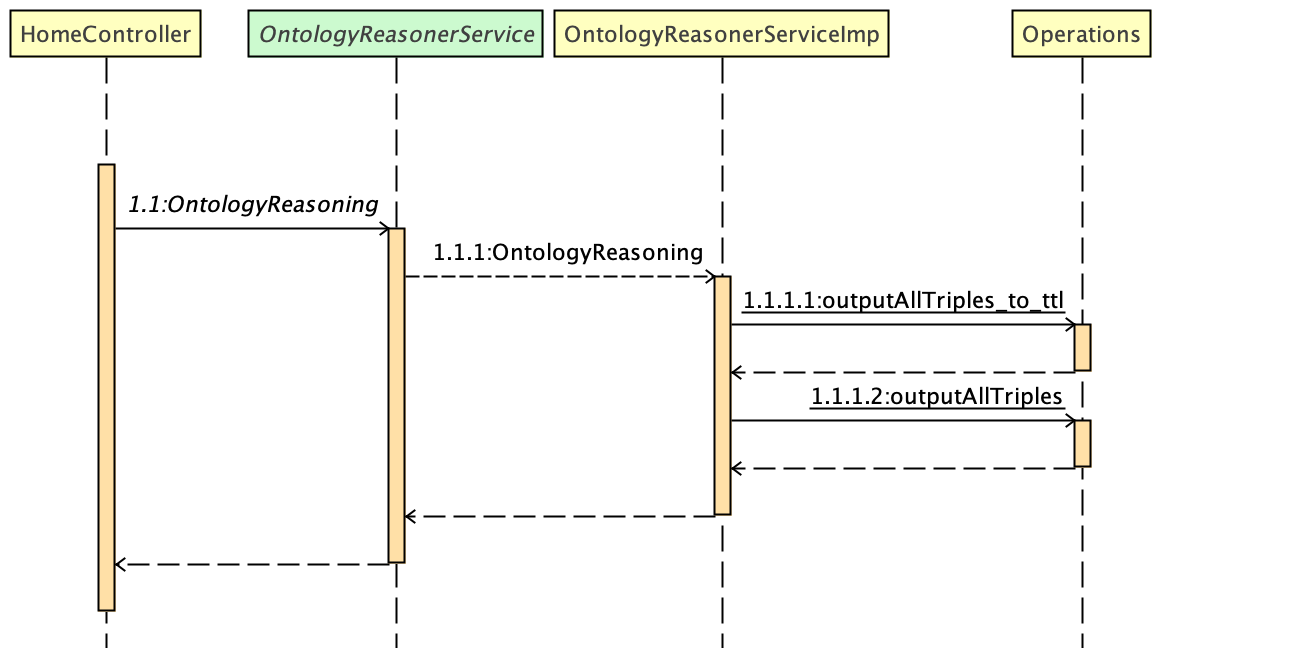 HomeController
OntologyReasonerService
OntologyReasonerServiceImp
Operations
1.1:OntologyReasoning
1.1.1:OntologyReasoning
1.1.1.1:outputAllTriples_to_ttl
1.1.1.2:outputAllTriples